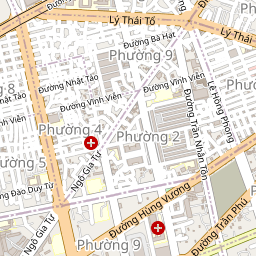 Lý Thái Tổ
Đường Bà Hạt
Lý Thái
Phường 9
Đường Nhật Tảo
Đường Vĩnh Viễn
Lê Hồng Phong
Đường Vĩnh Viễn
Phường 4
Phường 2
Đường Trần Nhân Tôn
Phường 5
Ngô Gia Tự
Đào Duy Từ
Đường Hùng Vương
Đường Trần Phú
Ngô Gia Tự
Phường 9